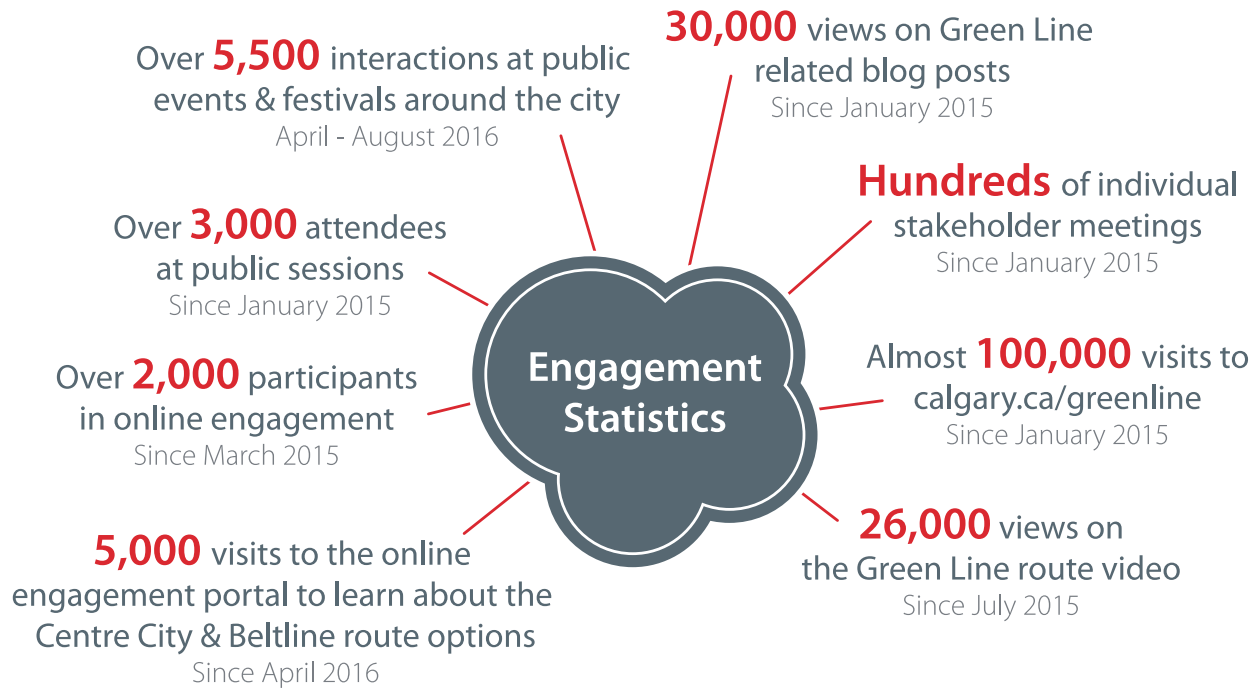 Over 5,500 interactions at public
events & festivals around the city
April - August 2016
30,000 views on Green Line
related blog posts
Since January 2015
Hundreds of individual
stakeholder meetings
Since January 2015
Over 3,000 attendees
at public sessions
Since January 2015
Engagement
Statistics
Almost 100,000 visits to
calgary.ca/greenline
Since January 2015
Over 2,000 participants
in online engagement
Since March 2015
26,000 views on
the Green Line route video
Since July 2015
5,000 visits to the online
engagement portal to learn about the
Centre City & Beltline route options
Since April 2016